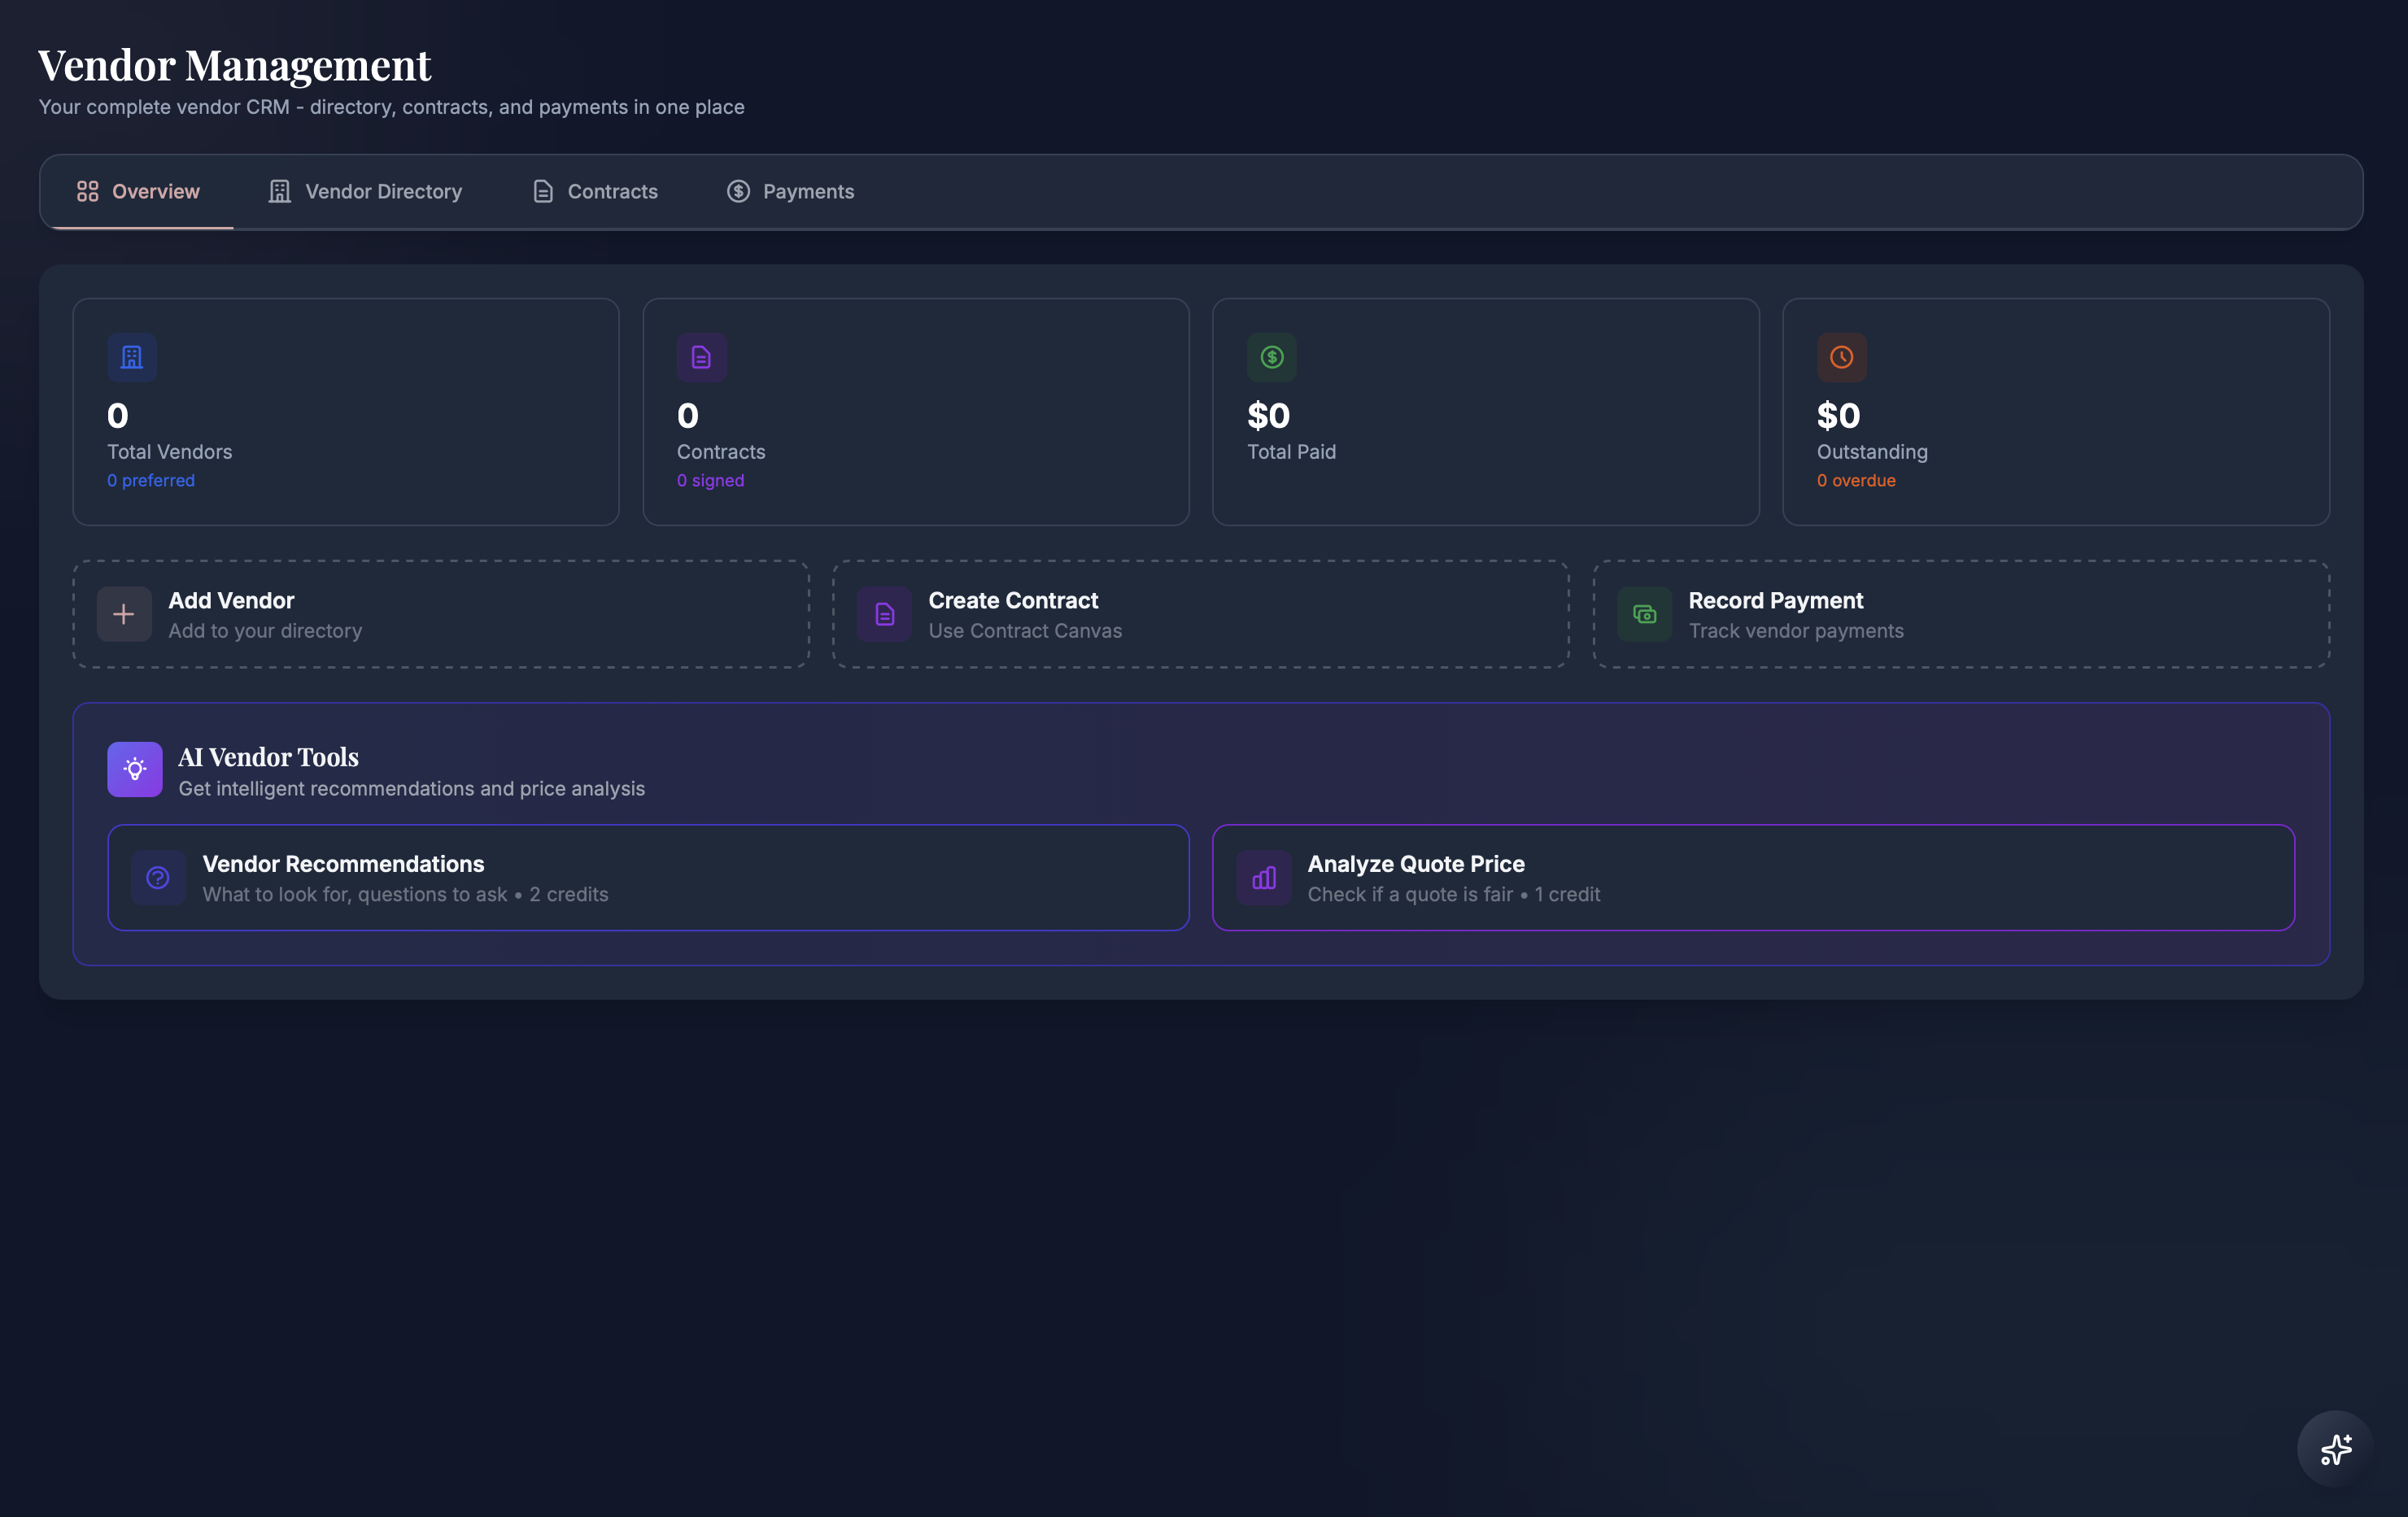 Vendor Management
Your complete vendor CRM - directory, contracts, and payments in one place
Overview
Vendor Directory
Contracts
Payments
0
Total Vendors
0 preferred
0
Contracts
0 signed
$0
Total Paid
$0
Outstanding
0 overdue
Add Vendor
Add to your directory
Create Contract
Use Contract Canvas
Record Payment
Track vendor payments
AI Vendor Tools
Get intelligent recommendations and price analysis
Vendor Recommendations
What to look for, questions to ask • 2 credits
Analyze Quote Price
Check if a quote is fair • 1 credit